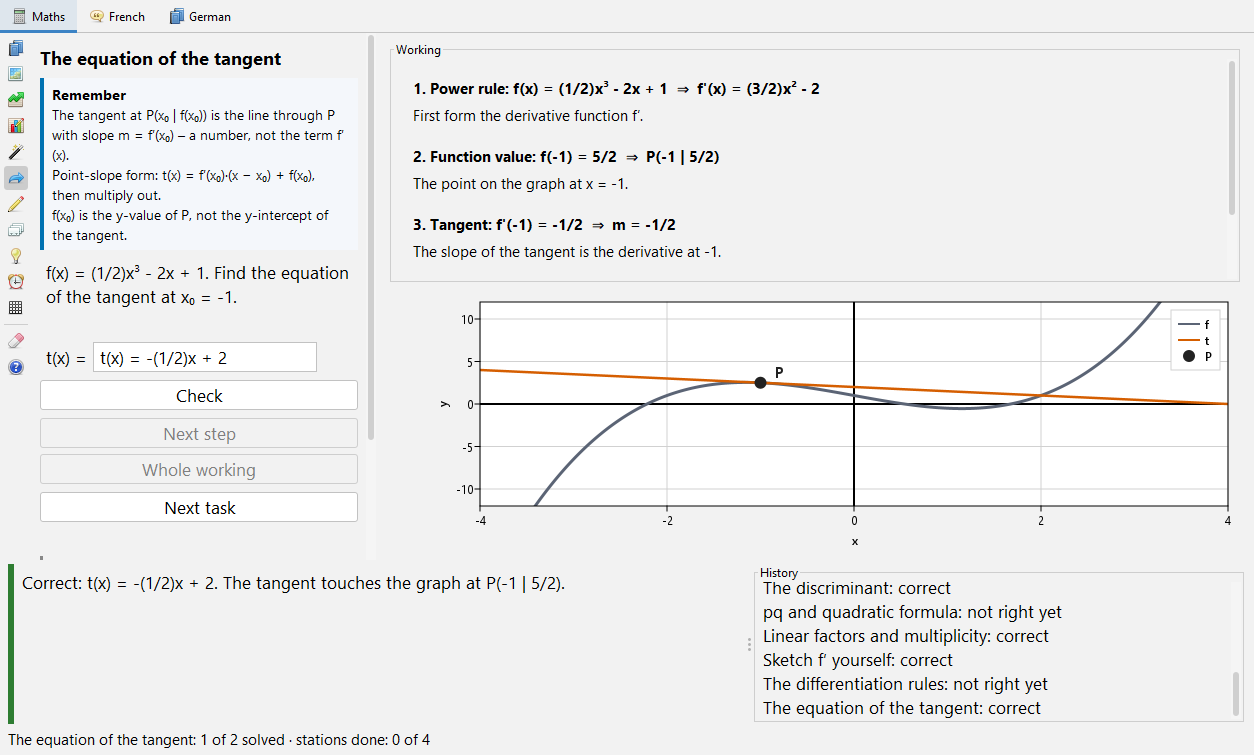 Maths
French
German
The equation of the tangent
Remember
The tangent at P(x₀ | f(x₀)) is the line through P
with slope m = f′(x₀) – a number, not the term f′
(x).
Point-slope form: t(x) = f′(x₀)·(x − x₀) + f(x₀),
then multiply out.
f(x₀) is the y-value of P, not the y-intercept of
the tangent.
f(x) = (1/2)x³ - 2x + 1. Find the equation
of the tangent at x₀ = -1.
t(x) = t(x) = -(1/2)x + 2
Check
Next step
Whole working
Next task
Working
1. Power rule: f(x) = (1/2)x³ - 2x + 1 ⇒ f′(x) = (3/2)x² - 2
First form the derivative function f′.
2. Function value: f(-1) = 5/2 ⇒ P(-1 | 5/2)
The point on the graph at x = -1.
3. Tangent: f′(-1) = -1/2 ⇒ m = -1/2
The slope of the tangent is the derivative at -1.
10
5
0
-5
-10
y
P
f
t
P
-4
-2
0
2
4
x
Correct: t(x) = -(1/2)x + 2. The tangent touches the graph at P(-1 | 5/2).
History
The discriminant: correct
pq and quadratic formula: not right yet
Linear factors and multiplicity: correct
Sketch f′ yourself: correct
The differentiation rules: not right yet
The equation of the tangent: correct
The equation of the tangent: 1 of 2 solved · stations done: 0 of 4